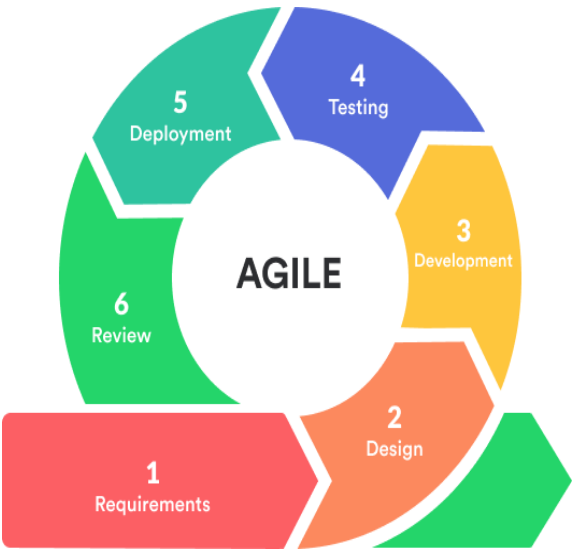 AGILE
1
Requirements
2
Design
3
Development
4
Testing
5
Deployment
6
Review